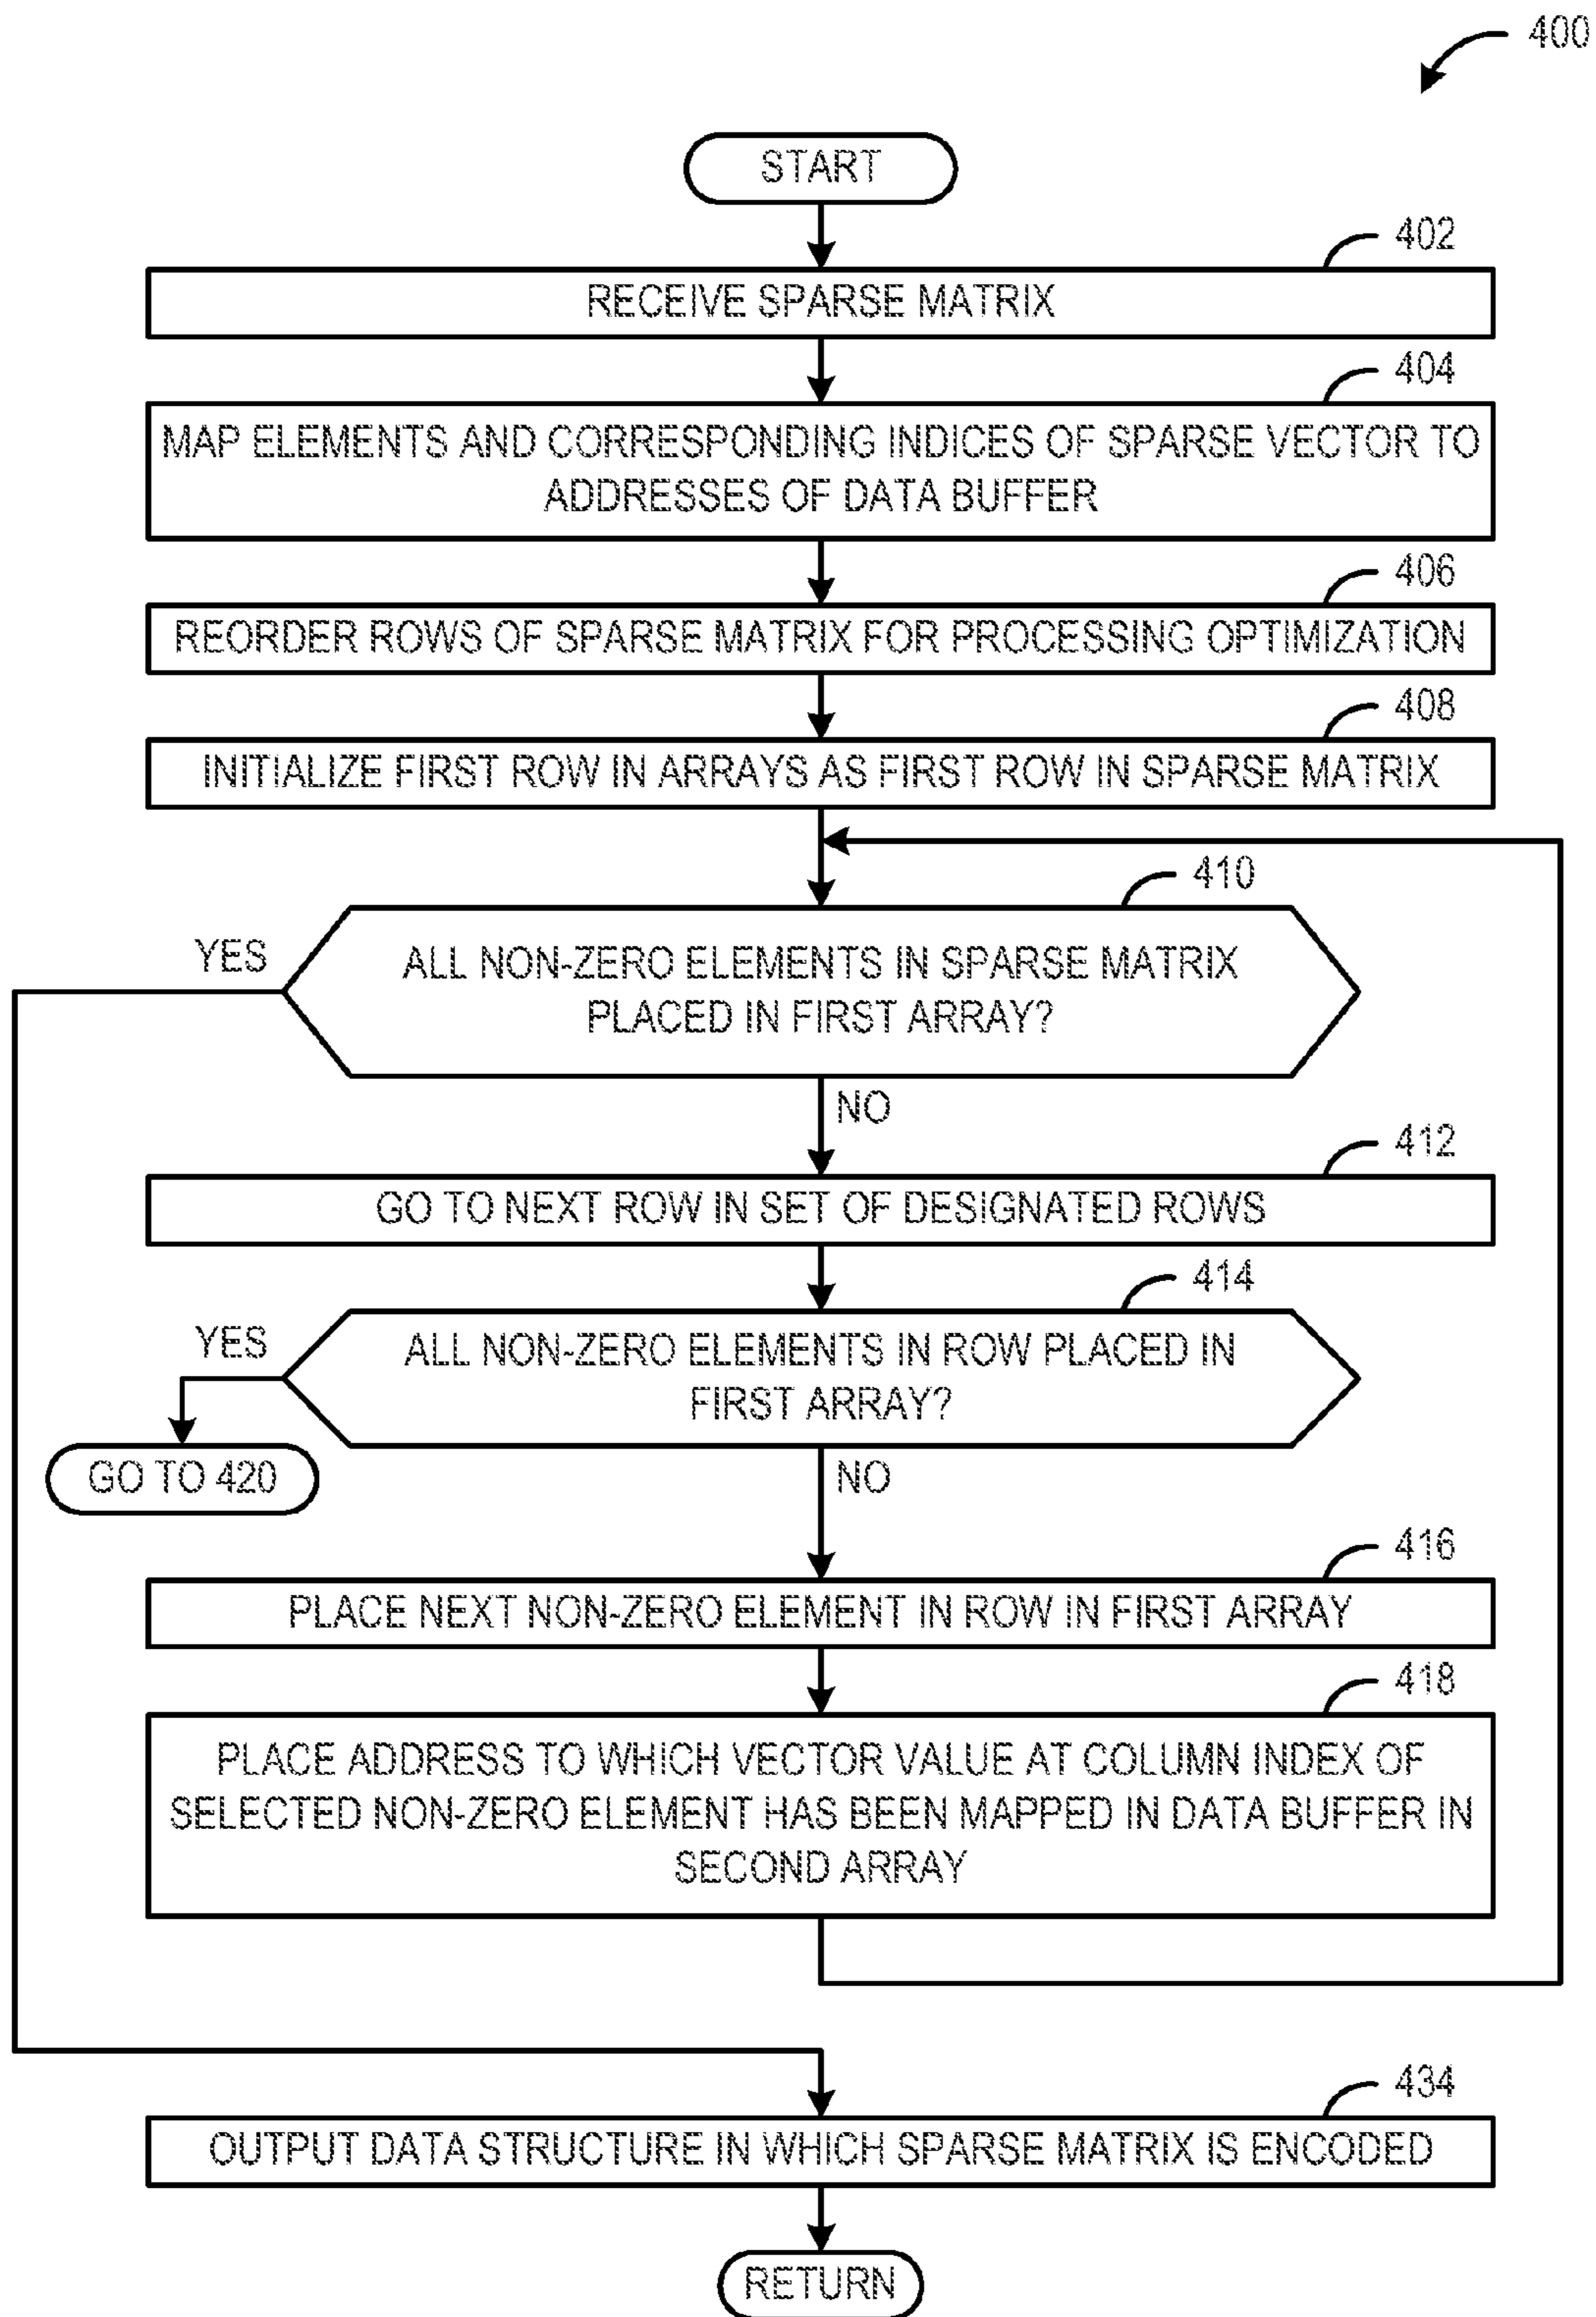 400
START
402
RECEIVE SPARSE MATRIX
404
MAP ELEMENTS AND CORRESPONDING INDICES OF SPARSE VECTOR TO
ADDRESSES OF DATA BUFFER
406
REORDER ROWS OF SPARSE MATRIX FOR PROCESSING OPTIMIZATION
408
INITIALIZE FIRST ROW IN ARRAYS AS FIRST ROW IN SPARSE MATRIX
410
YES
ALL NON-ZERO ELEMENTS IN SPARSE MATRIX
PLACED IN FIRST ARRAY?
NO
412
GO TO NEXT ROW IN SET OF DESIGNATED ROWS
414
YES
ALL NON-ZERO ELEMENTS IN ROW PLACED IN
FIRST ARRAY?
GO TO 420
NO
416
PLACE NEXT NON-ZERO ELEMENT IN ROW IN FIRST ARRAY
418
PLACE ADDRESS TO WHICH VECTOR VALUE AT COLUMN INDEX OF
SELECTED NON-ZERO ELEMENT HAS BEEN MAPPED IN DATA BUFFER IN
SECOND ARRAY
434
OUTPUT DATA STRUCTURE IN WHICH SPARSE MATRIX IS ENCODED
RETURN